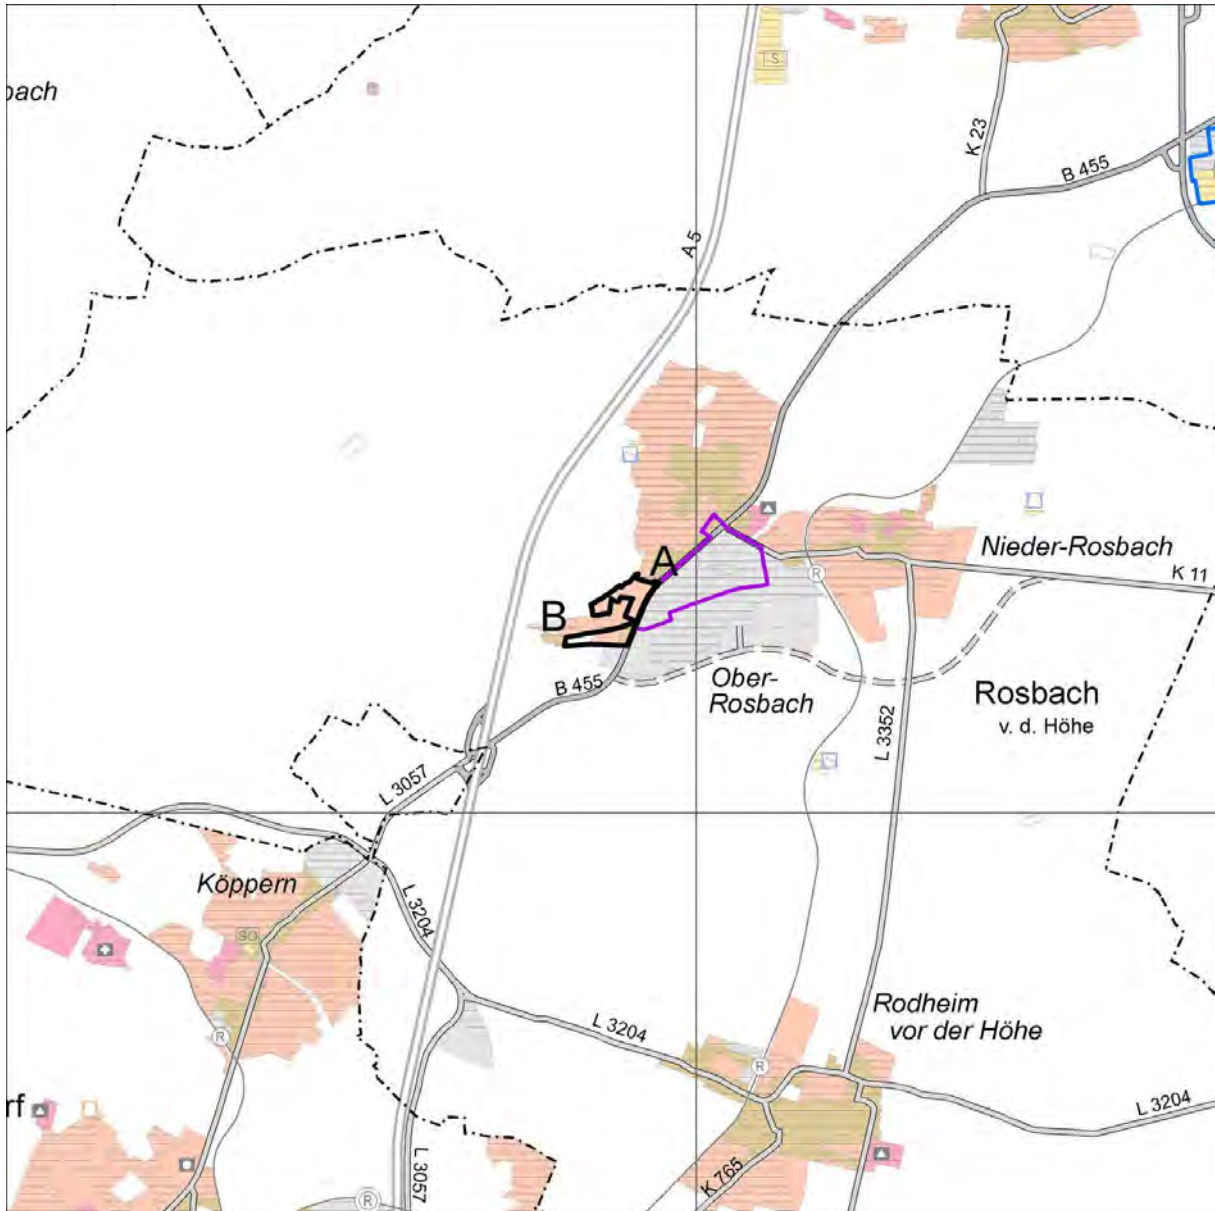 S
bach
K 23
B 455
A 5
Nieder-Rosbach
K 11
A
R
B
Ober-
Rosbach
B 455
Rosbach
v. d. Höhe
L 3352
L 3057
Köppern
L 3204
SO
Rodheim
vor der Höhe
L 3204
R
R
rf
L 3204
L 3057
K 765
R